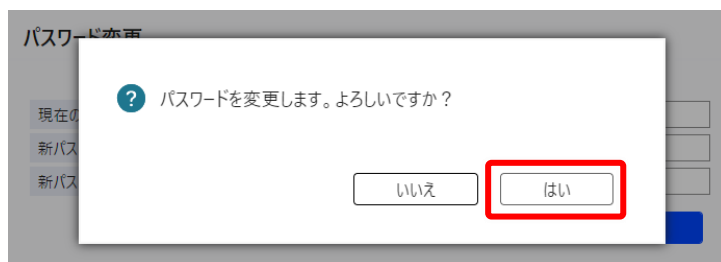 パスワード変更
現在の
新パス
新パス
? パスワードを変更します。よろしいですか？
いいえ
はい